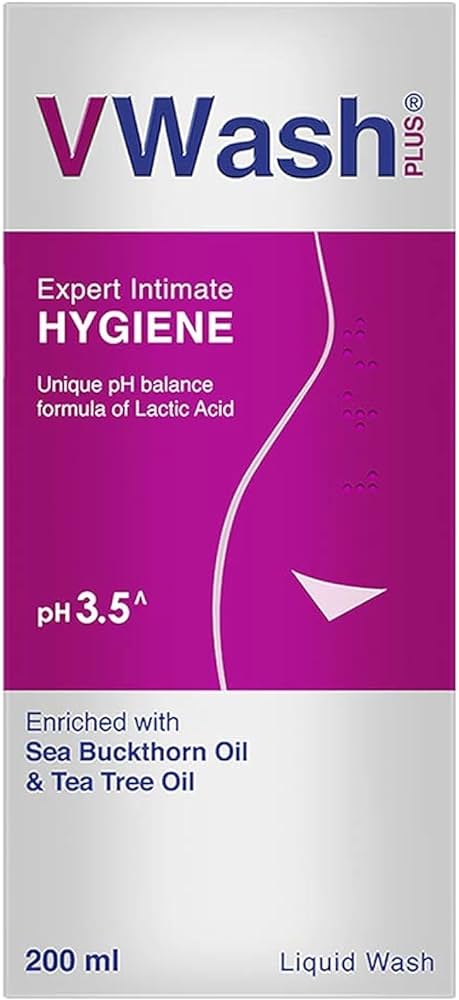 VWash PLUS®
Expert Intimate
HYGIENE
Unique pH balance
formula of Lactic Acid
pH 3.5^
Enriched with
Sea Buckthorn Oil
& Tea Tree Oil
200 ml
Liquid Wash